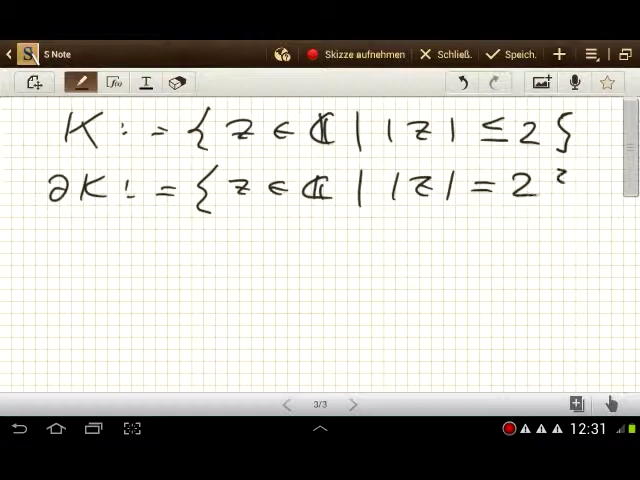 S Note
Skizze aufnehmen
Schließ.
Speich.
K := { z ∈ ℂ | |z| ≤ 2 }
∂K := { z ∈ ℂ | |z| = 2
3/3
12:31